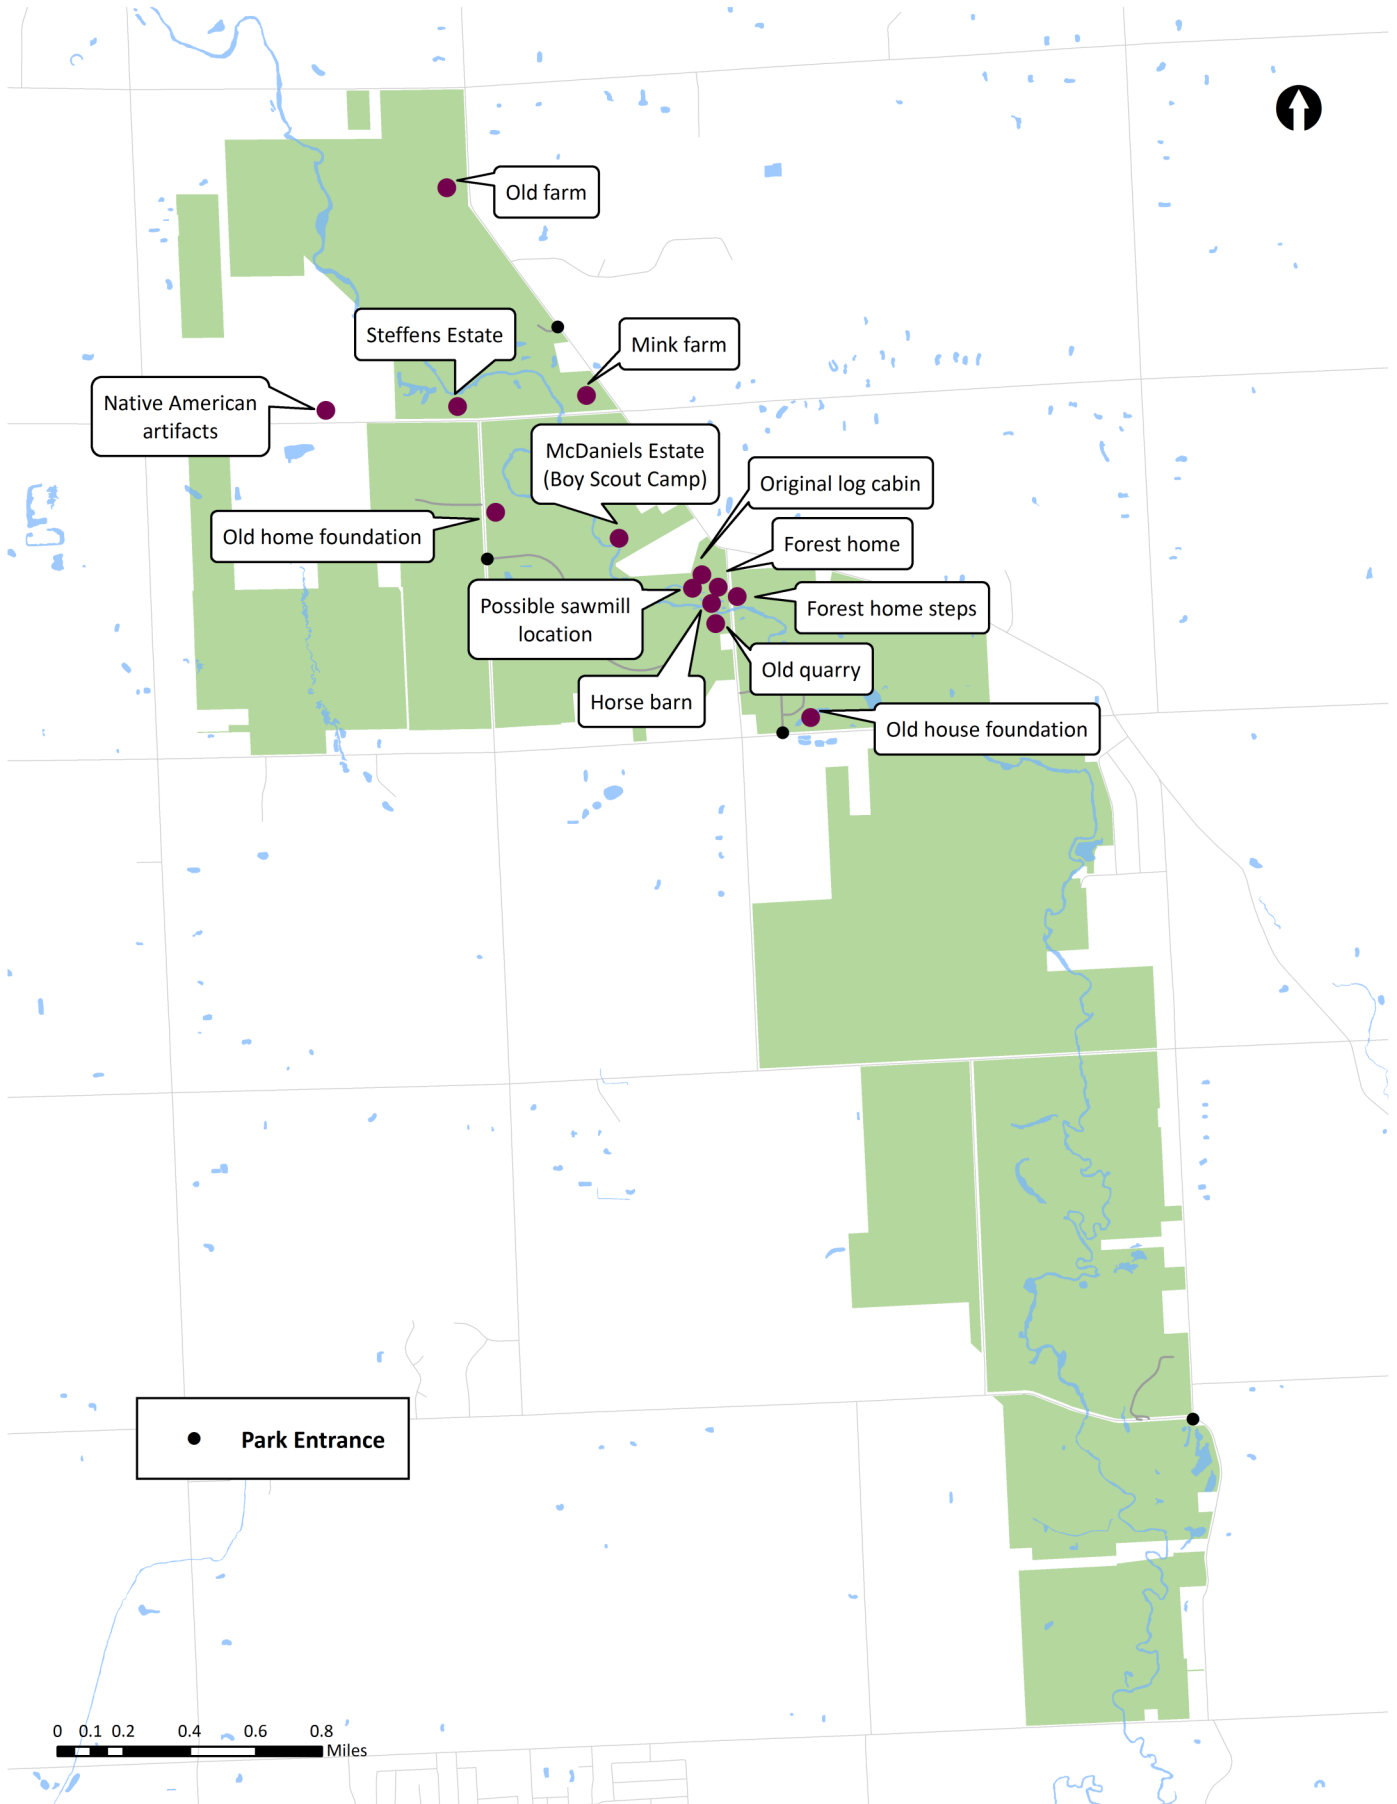 Old farm
Steffens Estate
Mink farm
Native American
artifacts
McDaniels Estate
(Boy Scout Camp)
Original log cabin
Old home foundation
Forest home
Possible sawmill
location
Forest home steps
Old quarry
Horse barn
Old house foundation
Park Entrance
0 0.1 0.2 0.4 0.6 0.8
Miles